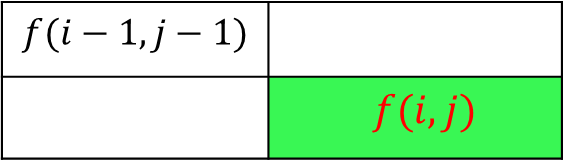 f(i − 1, j − 1)
f(i, j)